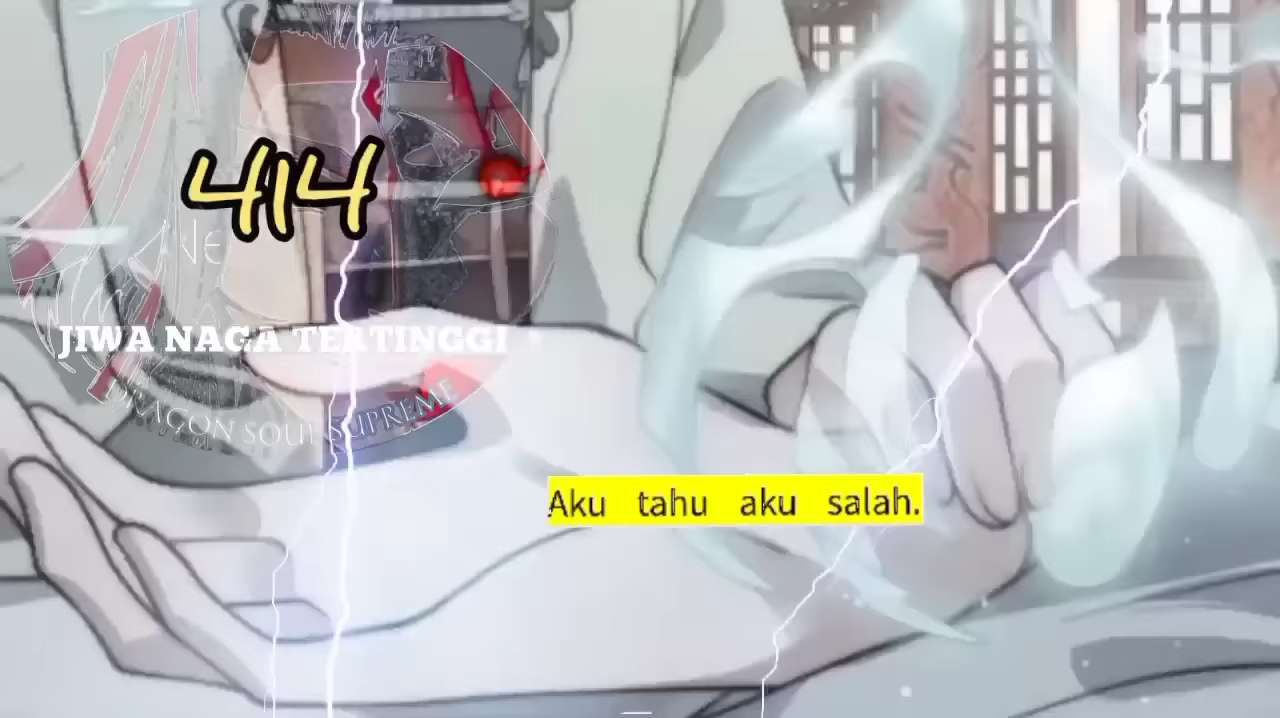 414
JIWA NAGA TERTINGGI
DRAGON SOUL SUPREME
Aku tahu aku salah.